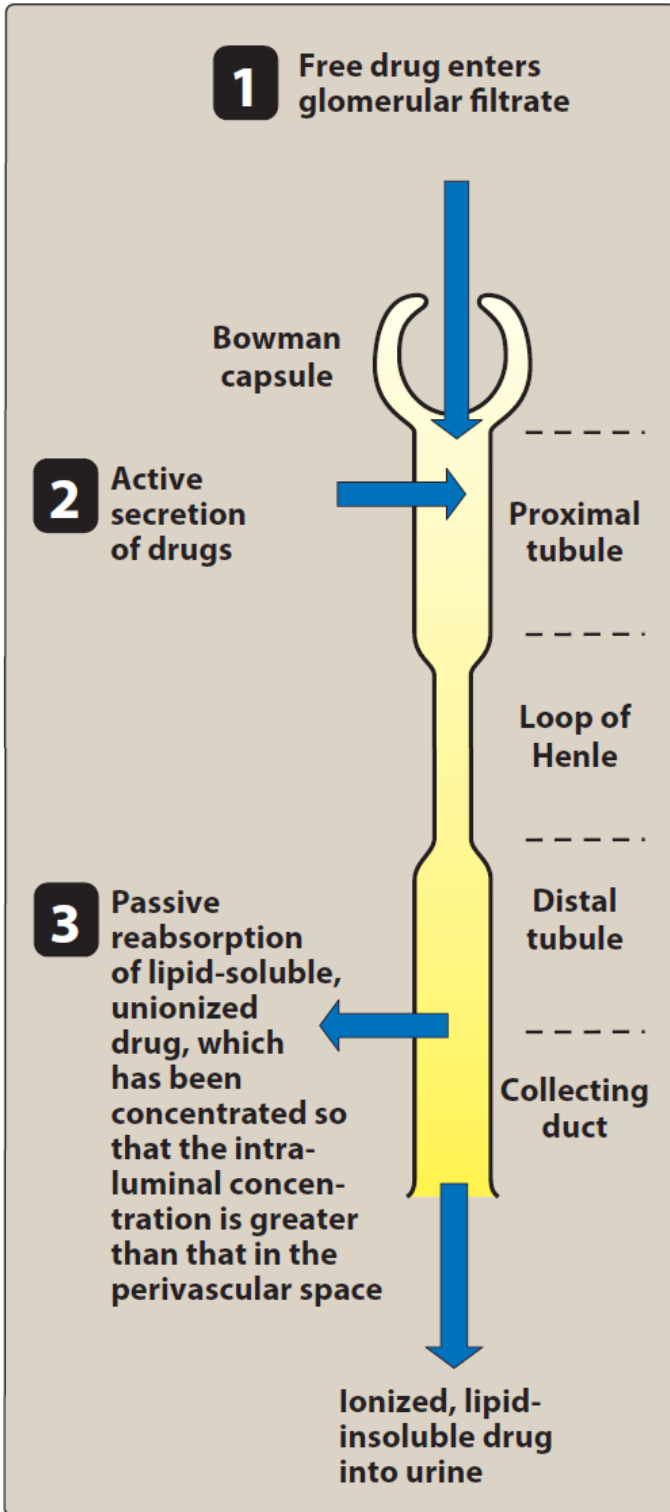 1
Free drug enters
glomerular filtrate
Bowman
capsule
2
Active
secretion
of drugs
Proximal
tubule
Loop of
Henle
3
Passive
reabsorption
of lipid-soluble,
unionized
drug, which
has been
concentrated so
that the intra-
luminal concen-
tration is greater
than that in the
perivascular space
Distal
tubule
Collecting
duct
Ionized, lipid-
insoluble drug
into urine